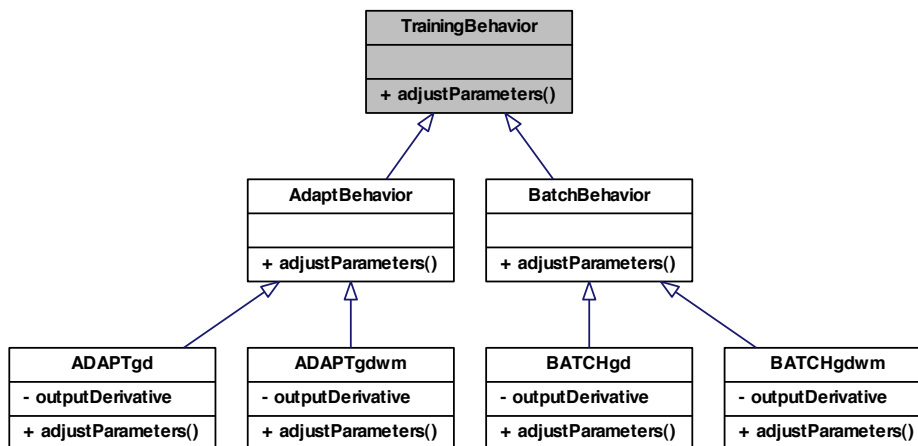 TrainingBehavior
+ adjustParameters()
AdaptBehavior
+ adjustParameters()
BatchBehavior
+ adjustParameters()
ADAPTgd
- outputDerivative
+ adjustParameters()
ADAPTgdwm
- outputDerivative
+ adjustParameters()
BATCHgd
- outputDerivative
+ adjustParameters()
BATCHgdwm
- outputDerivative
+ adjustParameters()